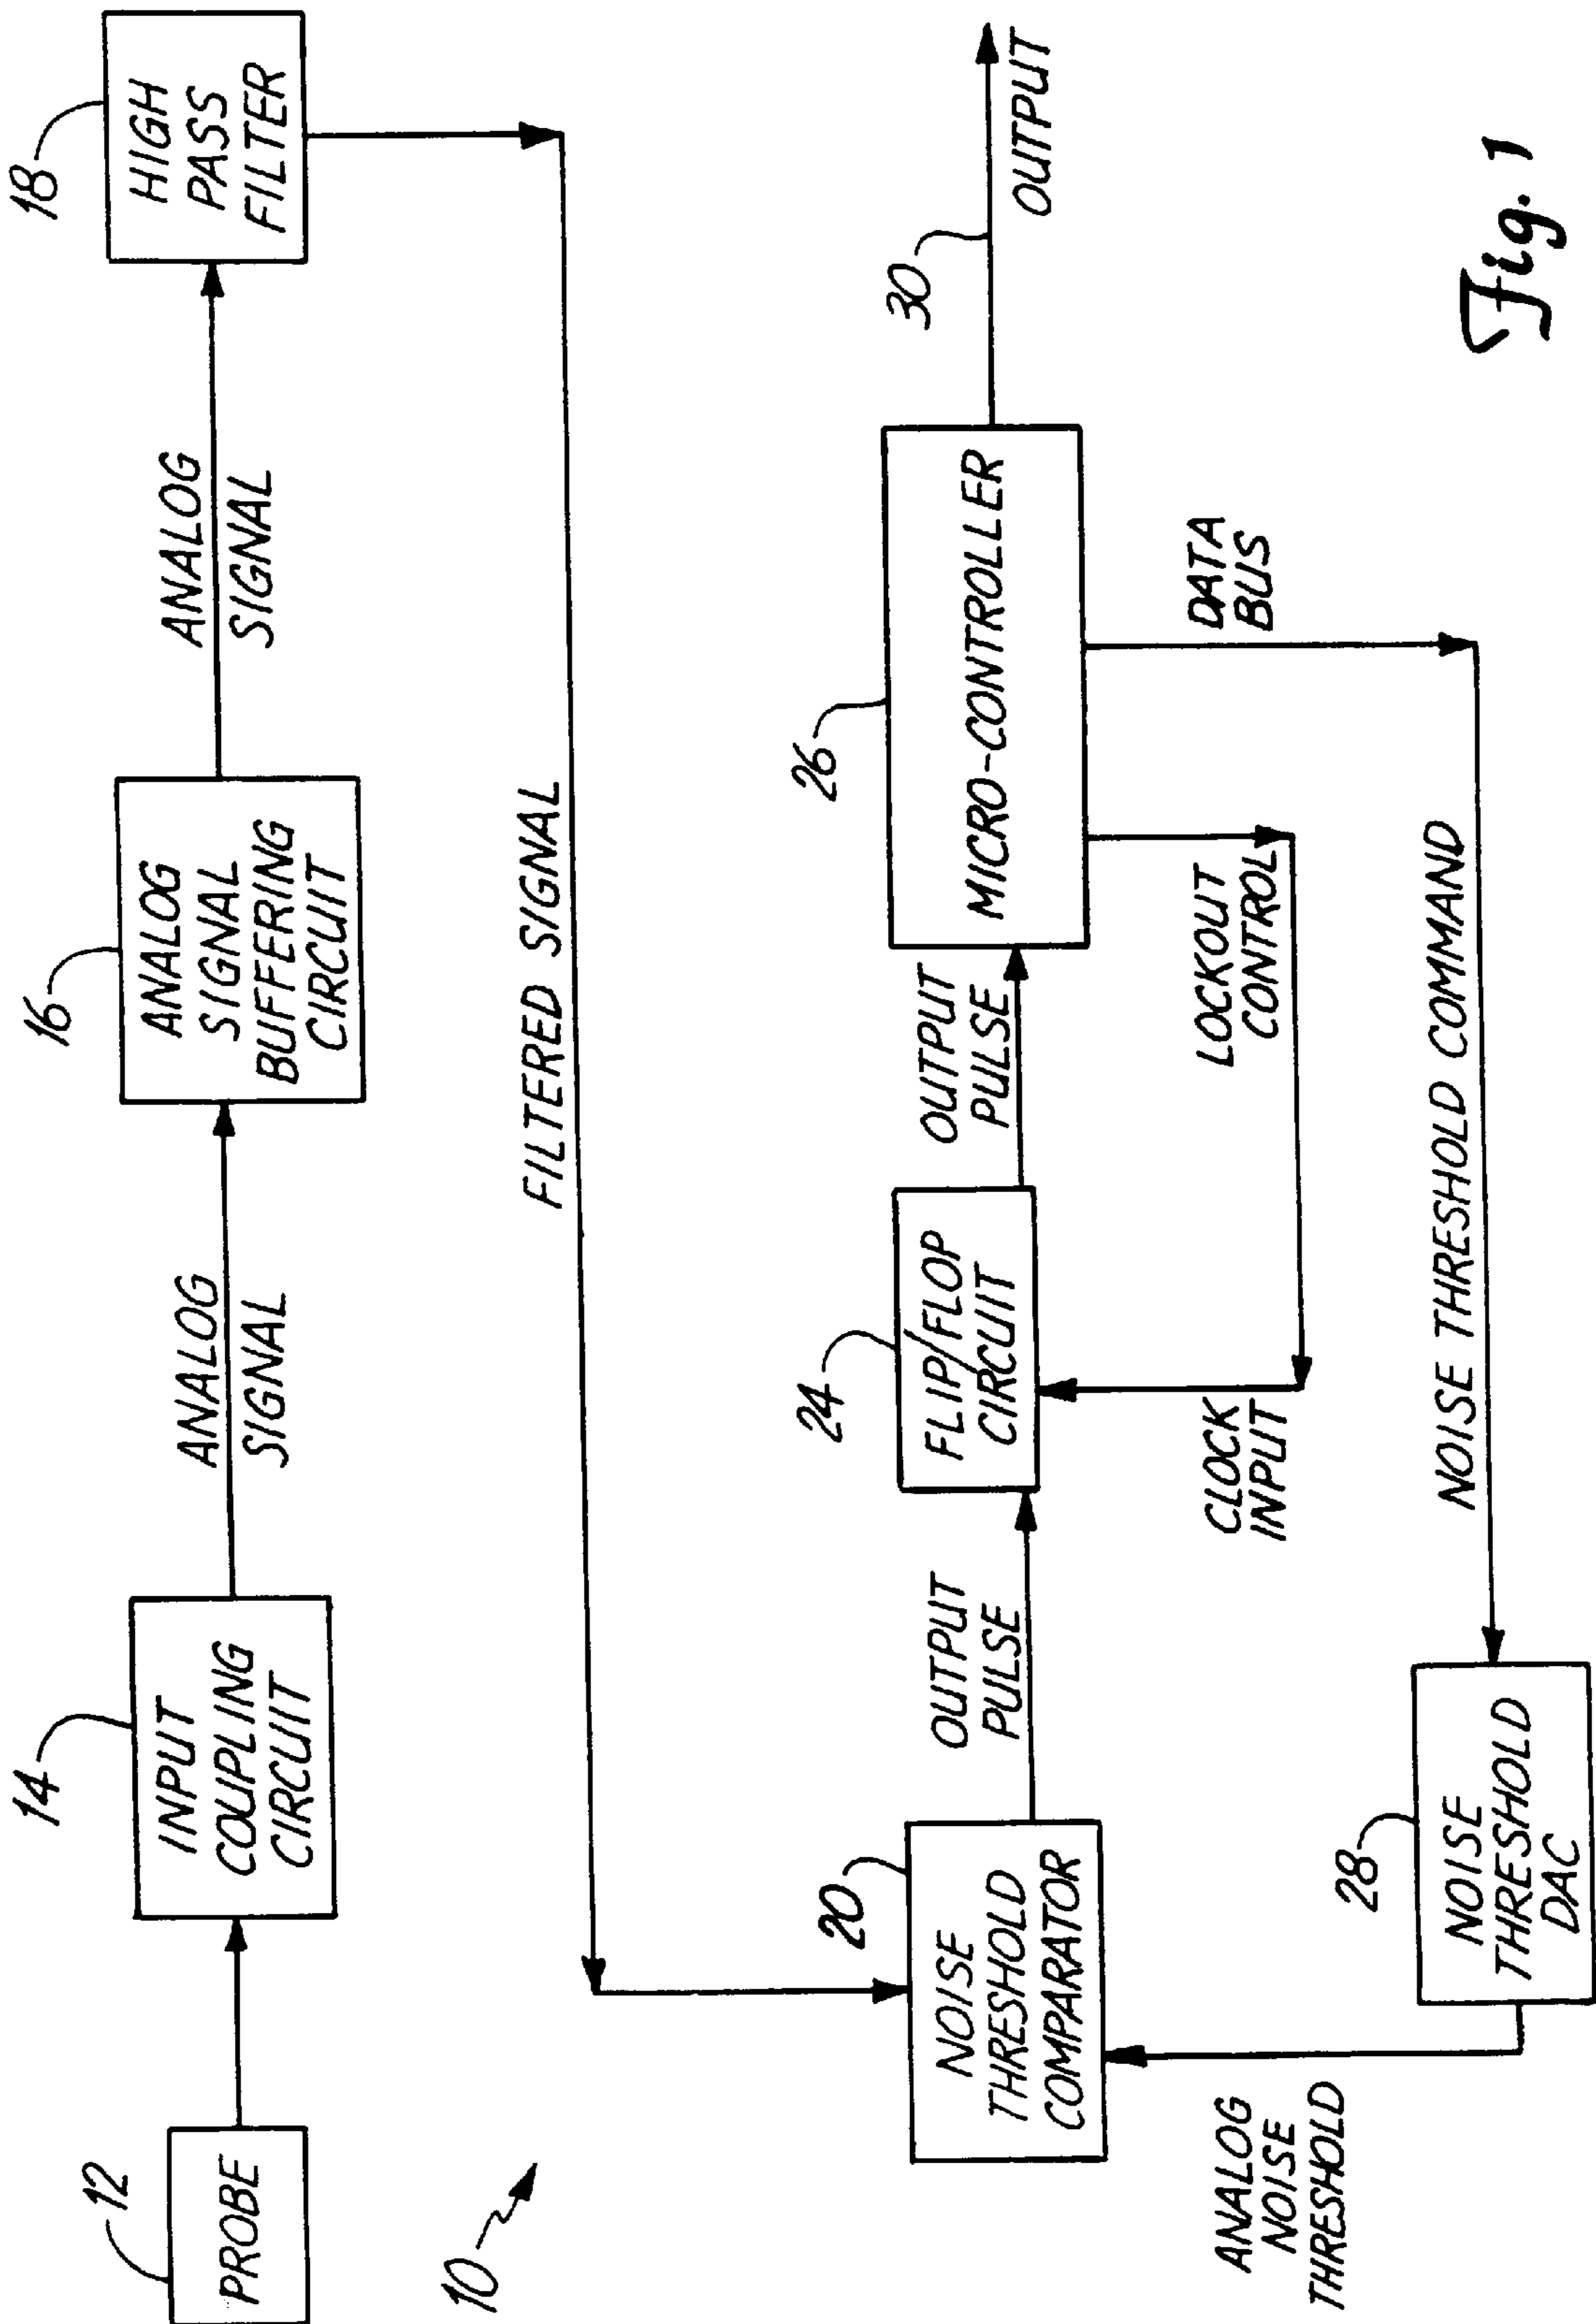 12
PROBE
14
INPUT
COUPLING
CIRCUIT
ANALOG
SIGNAL
16
ANALOG
SIGNAL
BUFFERING
CIRCUIT
ANALOG
SIGNAL
18
HIGH
PASS
FILTER
10
FILTERED SIGNAL
20
NOISE
THRESHOLD
COMPARATOR
OUTPUT
PULSE
24
FLIP/FLOP
CIRCUIT
OUTPUT
PULSE
26
MICRO-CONTROLLER
30
OUTPUT
CLOCK
INPUT
LOCKOUT
CONTROL
DATA
BUS
ANALOG
NOISE
THRESHOLD
28
NOISE
THRESHOLD
DAC
NOISE THRESHOLD COMMAND
Fig. 1